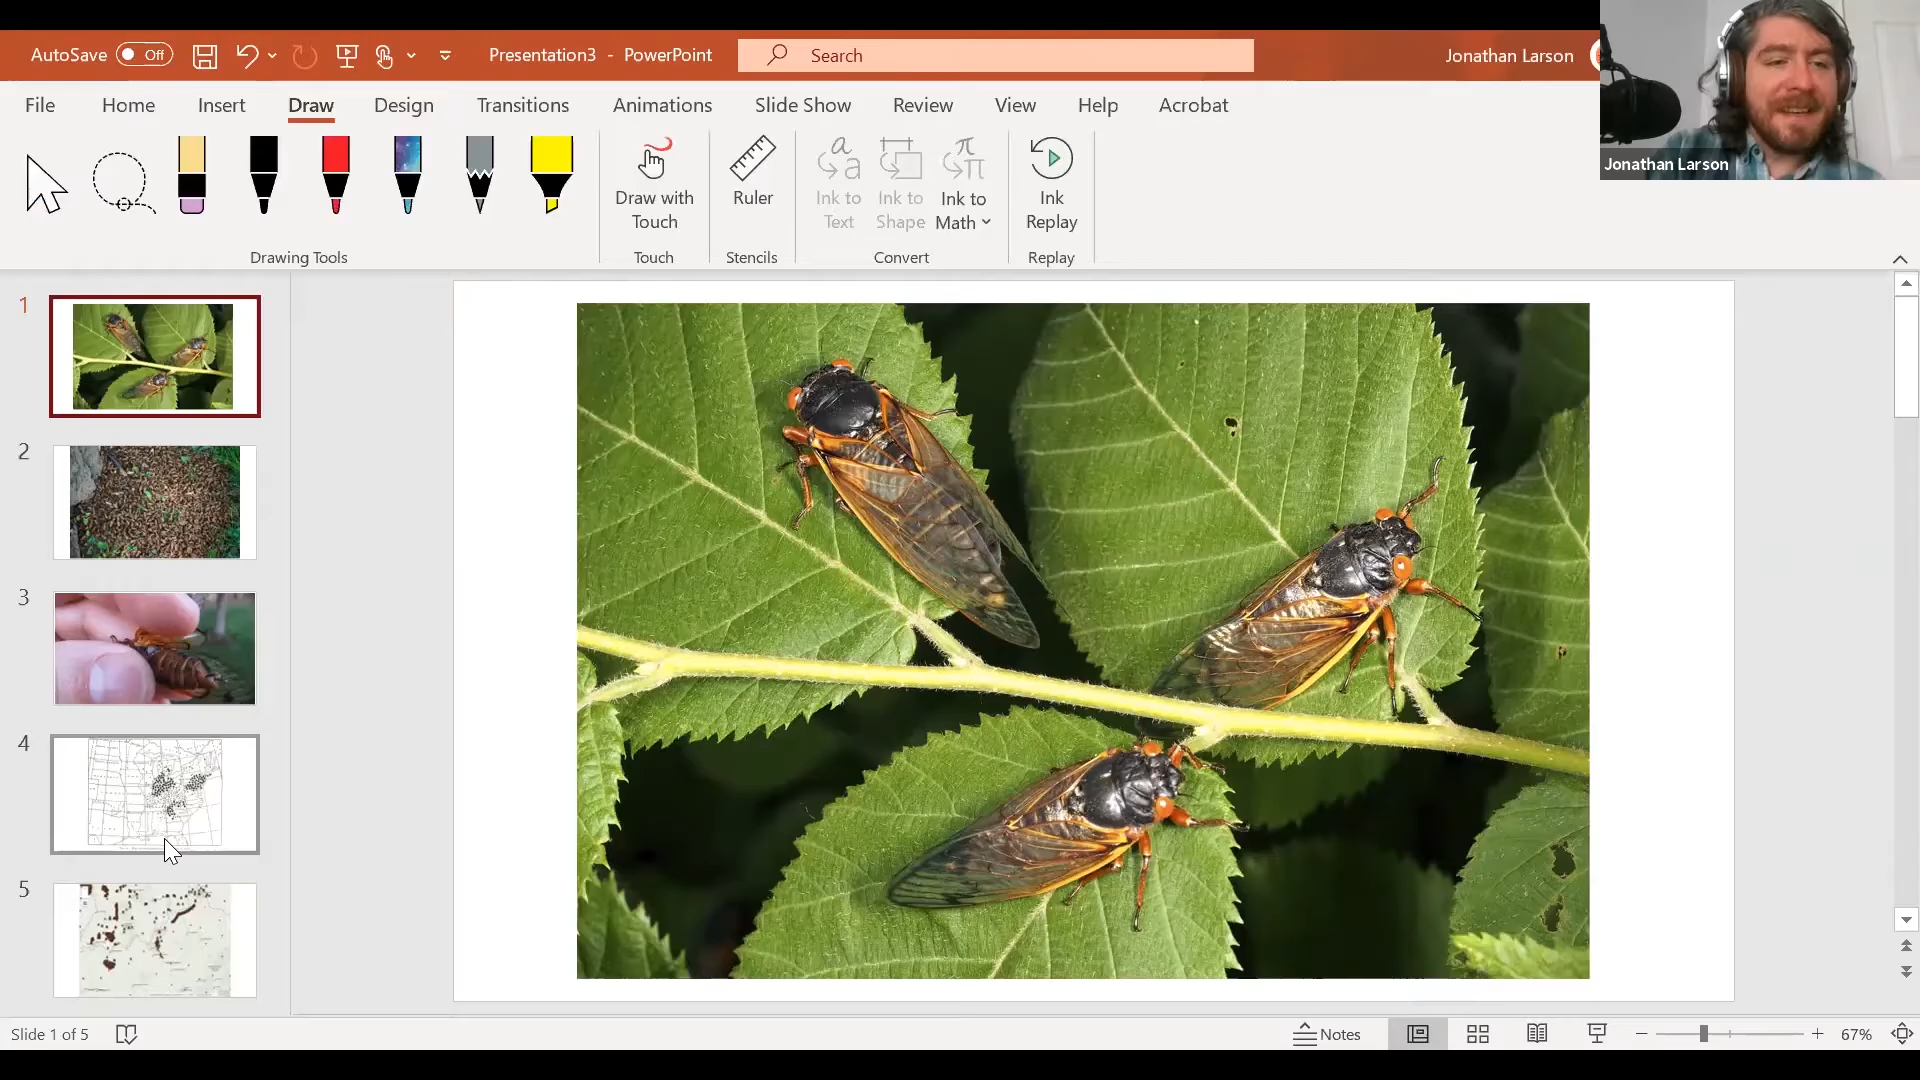 AutoSave Off
Presentation3 - PowerPoint
Search
Jonathan Larson
File Home Insert Draw Design Transitions Animations Slide Show Review View Help Acrobat
Draw with
Touch
Ruler
Ink to
Text
Ink to
Shape
Ink to
Math
Ink
Replay
Drawing Tools
Touch
Stencils
Convert
Replay
Jonathan Larson
1
2
3
4
5
Slide 1 of 5
Notes
67%